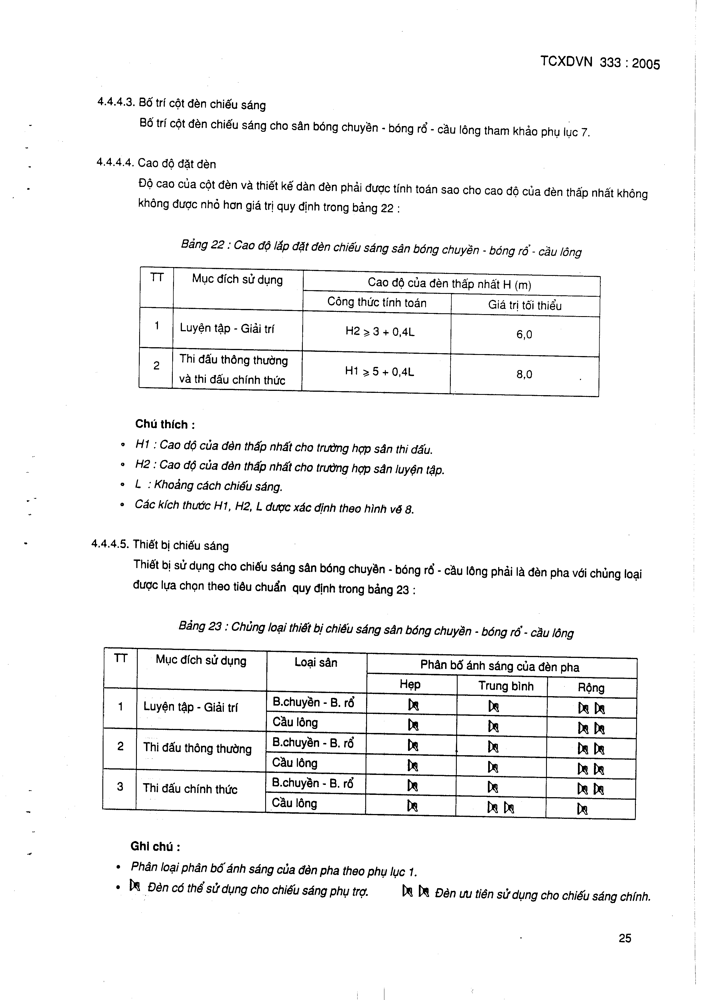 TCXDVN 333 : 2005
4.4.4.3. Bố trí cột đèn chiếu sáng
Bố trí cột đèn chiếu sáng cho sân bóng chuyền - bóng rổ - cầu lông tham khảo phụ lục 7.
4.4.4.4. Cao độ đặt đèn
Độ cao của cột đèn và thiết kế dàn đèn phải được tính toán sao cho cao độ của đèn thấp nhất không
không được nhỏ hơn giá trị quy định trong bảng 22 :
Bảng 22 : Cao độ lắp đặt đèn chiếu sáng sân bóng chuyền - bóng rổ - cầu lông
TT Mục đích sử dụng Cao độ của đèn thấp nhất H (m)
Công thức tính toán Giá trị tối thiểu
1 Luyện tập - Giải trí H2 ⩾ 3 + 0,4L 6,0
Thi đấu thông thường
2 H1 ⩾ 5 + 0,4L 8,0
và thi đấu chính thức
Chú thích :
• H1 : Cao độ của đèn thấp nhất cho trường hợp sân thi đấu.
• H2 : Cao độ của đèn thấp nhất cho trường hợp sân luyện tập.
• L : Khoảng cách chiếu sáng.
• Các kích thước H1, H2, L được xác định theo hình vẽ 8.
4.4.4.5. Thiết bị chiếu sáng
Thiết bị sử dụng cho chiếu sáng sân bóng chuyền - bóng rổ - cầu lông phải là đèn pha với chủng loại
được lựa chọn theo tiêu chuẩn quy định trong bảng 23 :
Bảng 23 : Chủng loại thiết bị chiếu sáng sân bóng chuyền - bóng rổ - cầu lông
TT Mục đích sử dụng Loại sân Phân bố ánh sáng của đèn pha
Hẹp Trung bình Rộng
1 Luyện tập - Giải trí B.chuyền - B. rổ
Cầu lông
2 Thi đấu thông thường B.chuyền - B. rổ
Cầu lông
3 Thi đấu chính thức B.chuyền - B. rổ
Cầu lông
Ghi chú :
• Phân loại phân bố ánh sáng của đèn pha theo phụ lục 1.
• Đèn có thể sử dụng cho chiếu sáng phụ trợ. Đèn ưu tiên sử dụng cho chiếu sáng chính.
25